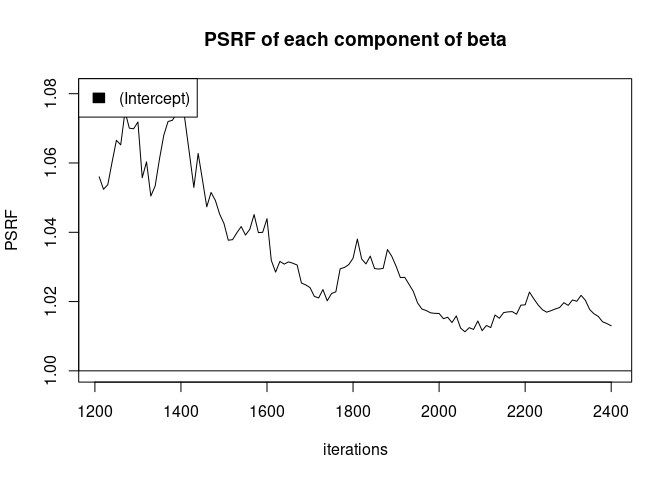 PSRF of each component of beta
(Intercept)
1.08
1.06
1.04
1.02
1.00
PSRF
1200 1400 1600 1800 2000 2200 2400
iterations